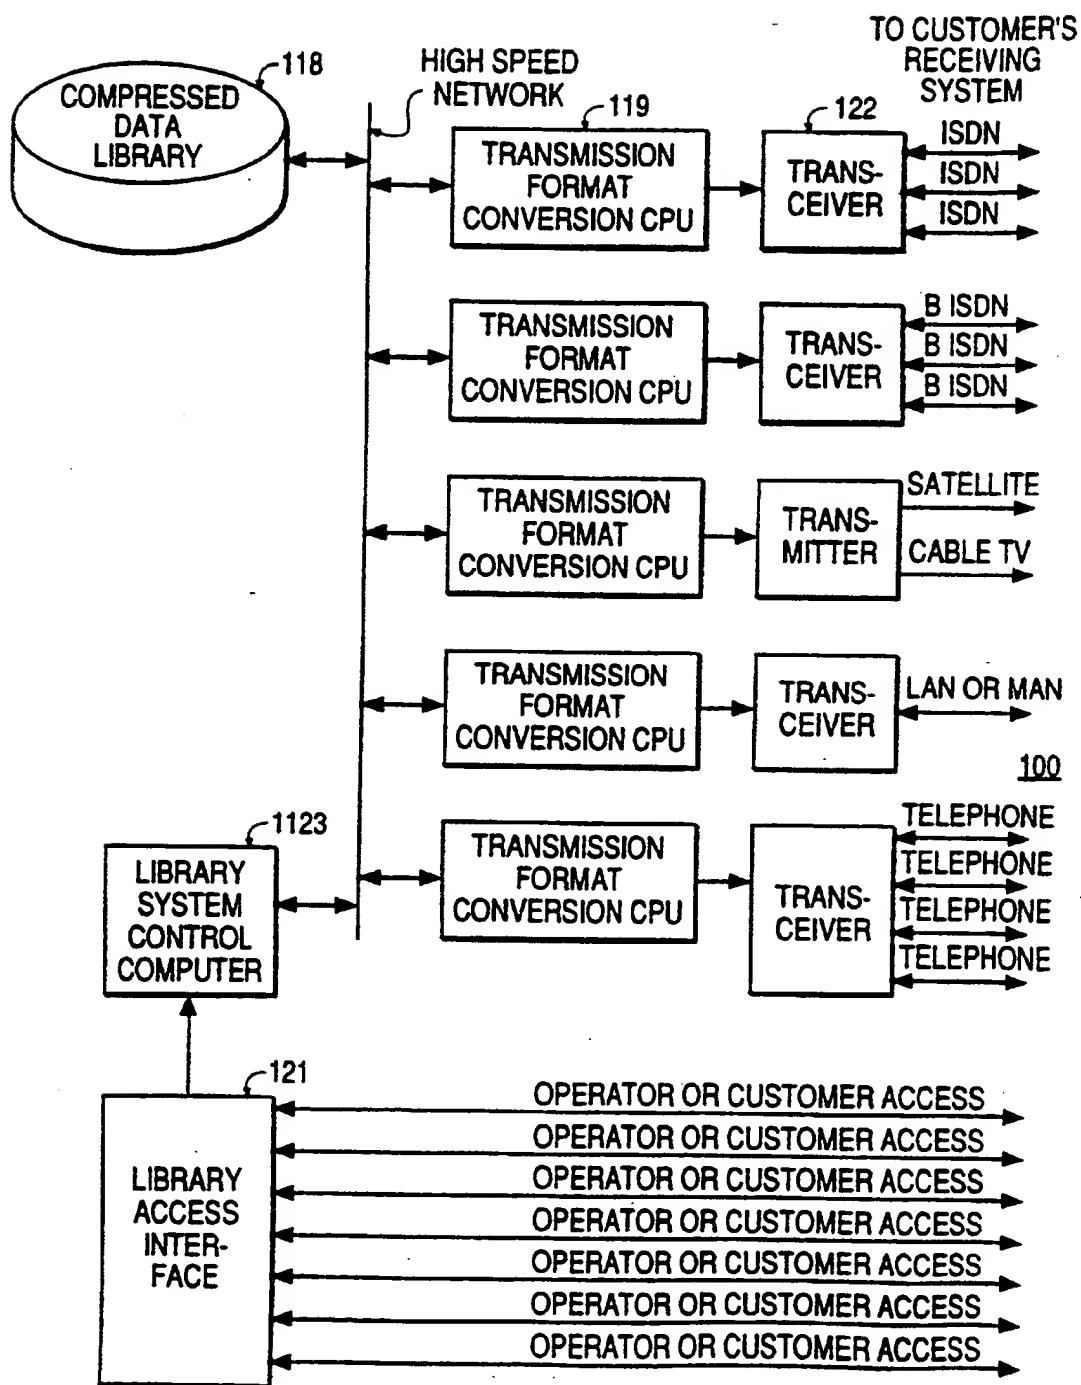 TO CUSTOMER'S
RECEIVING
SYSTEM
118
COMPRESSED
DATA
LIBRARY
HIGH SPEED
NETWORK
119
TRANSMISSION
FORMAT
CONVERSION CPU
122
TRANS-
CEIVER
ISDN
ISDN
ISDN
TRANSMISSION
FORMAT
CONVERSION CPU
TRANS-
CEIVER
B ISDN
B ISDN
B ISDN
TRANSMISSION
FORMAT
CONVERSION CPU
TRANS-
MITTER
SATELLITE
CABLE TV
TRANSMISSION
FORMAT
CONVERSION CPU
TRANS-
CEIVER
LAN OR MAN
100
1123
LIBRARY
SYSTEM
CONTROL
COMPUTER
TRANSMISSION
FORMAT
CONVERSION CPU
TRANS-
CEIVER
TELEPHONE
TELEPHONE
TELEPHONE
TELEPHONE
121
LIBRARY
ACCESS
INTER-
FACE
OPERATOR OR CUSTOMER ACCESS
OPERATOR OR CUSTOMER ACCESS
OPERATOR OR CUSTOMER ACCESS
OPERATOR OR CUSTOMER ACCESS
OPERATOR OR CUSTOMER ACCESS
OPERATOR OR CUSTOMER ACCESS
OPERATOR OR CUSTOMER ACCESS